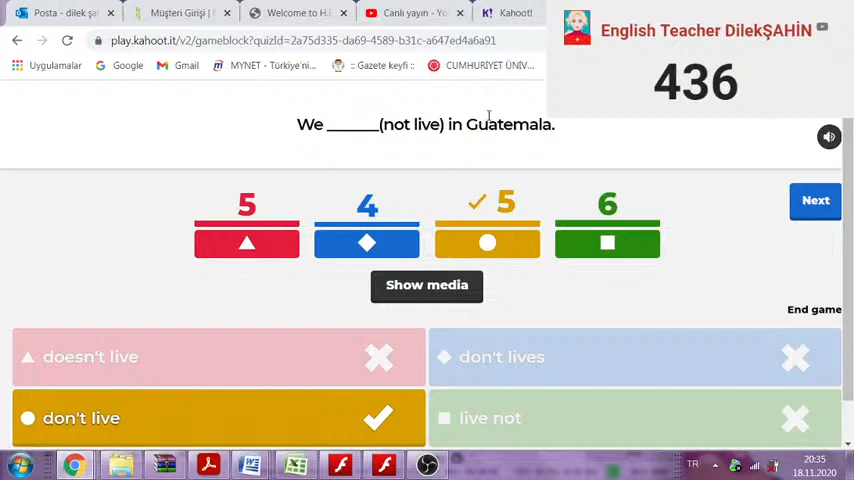 Posta - dilek ş
Müşteri Girişi |
Welcome to H.I
Canlı yayın - Yo
Kahoot!
play.kahoot.it/v2/gameblock?quizId=2a75d335-da69-4589-b31c-a647ed4a6a91
Uygulamalar
Google
Gmail
MYNET - Türkiye'ni...
:: Gazete keyfi ::
CUMHURİYET ÜNİV...
English Teacher DilekŞAHİN
436
We ______(not live) in Guatemala.
5
4
5
6
Next
Show media
End game
doesn't live
don't lives
don't live
live not
TR
20:35
18.11.2020